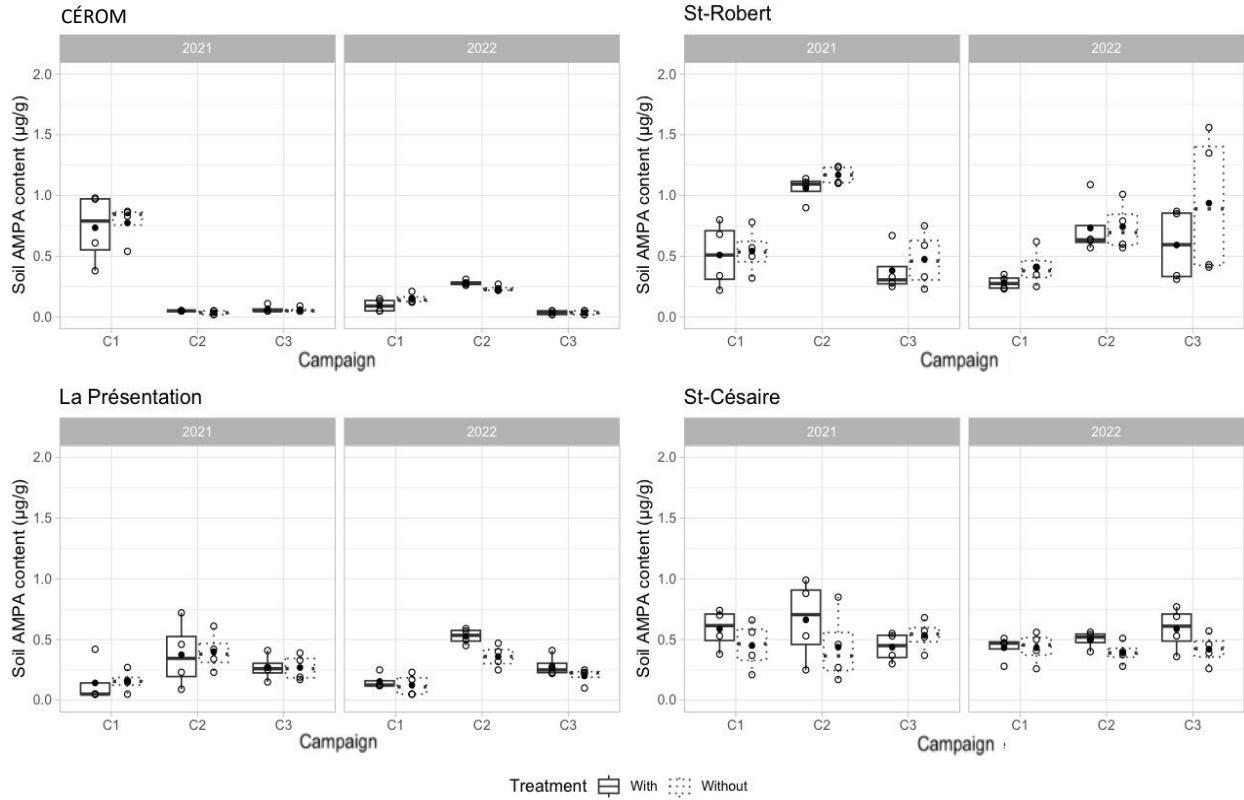 CÉROM
St-Robert
2021
2022
2021
2022
Soil AMPA content (µg/g)
2.0
1.5
1.0
0.5
0.0
C1
C2
C3
C1
C2
C3
Campaign
Soil AMPA content (µg/g)
2.0
1.5
1.0
0.5
0.0
C1
C2
C3
C1
C2
C3
Campaign
La Présentation
St-Césaire
2021
2022
2021
2022
Soil AMPA content (µg/g)
2.0
1.5
1.0
0.5
0.0
C1
C2
C3
C1
C2
C3
Campaign
Soil AMPA content (µg/g)
2.0
1.5
1.0
0.5
0.0
C1
C2
C3
C1
C2
C3
Campaign
Treatment With Without